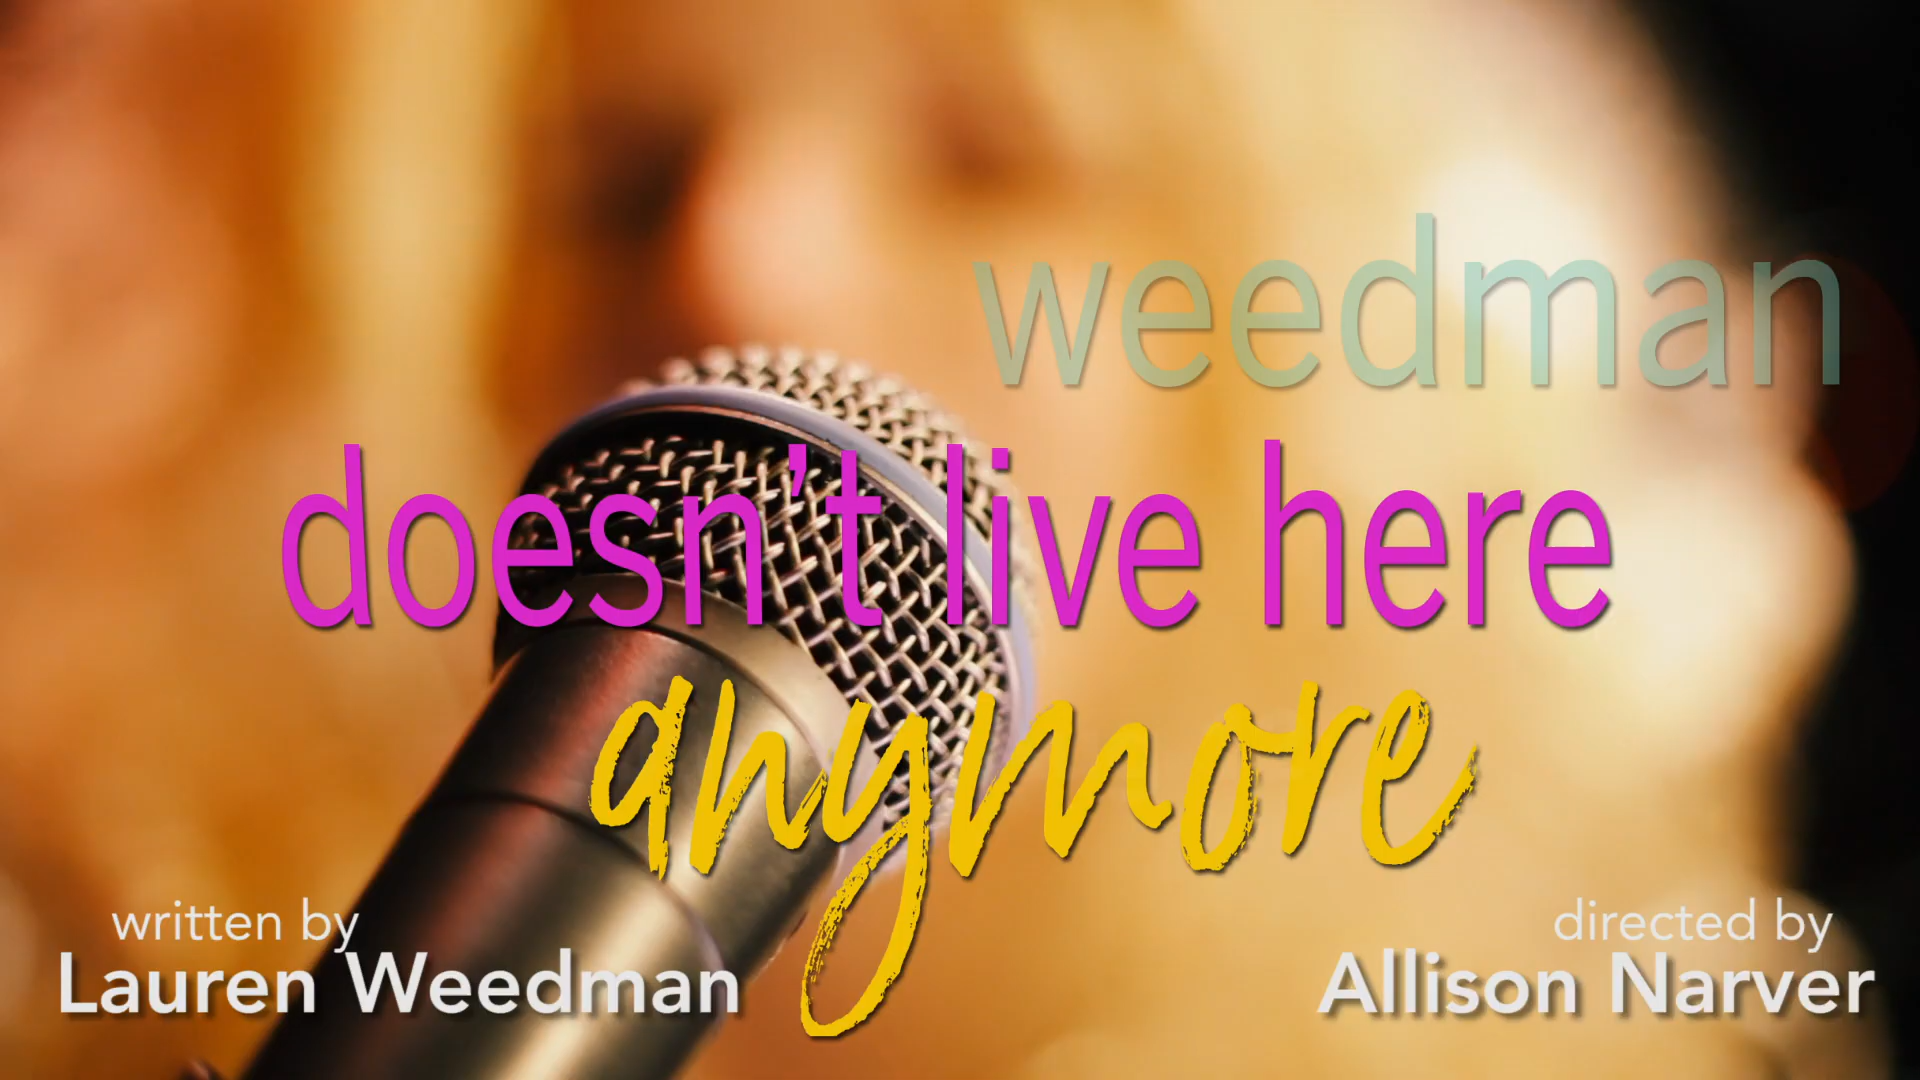 weedman
doesn't live here
anymore
written by
Lauren Weedman
directed by
Allison Narver